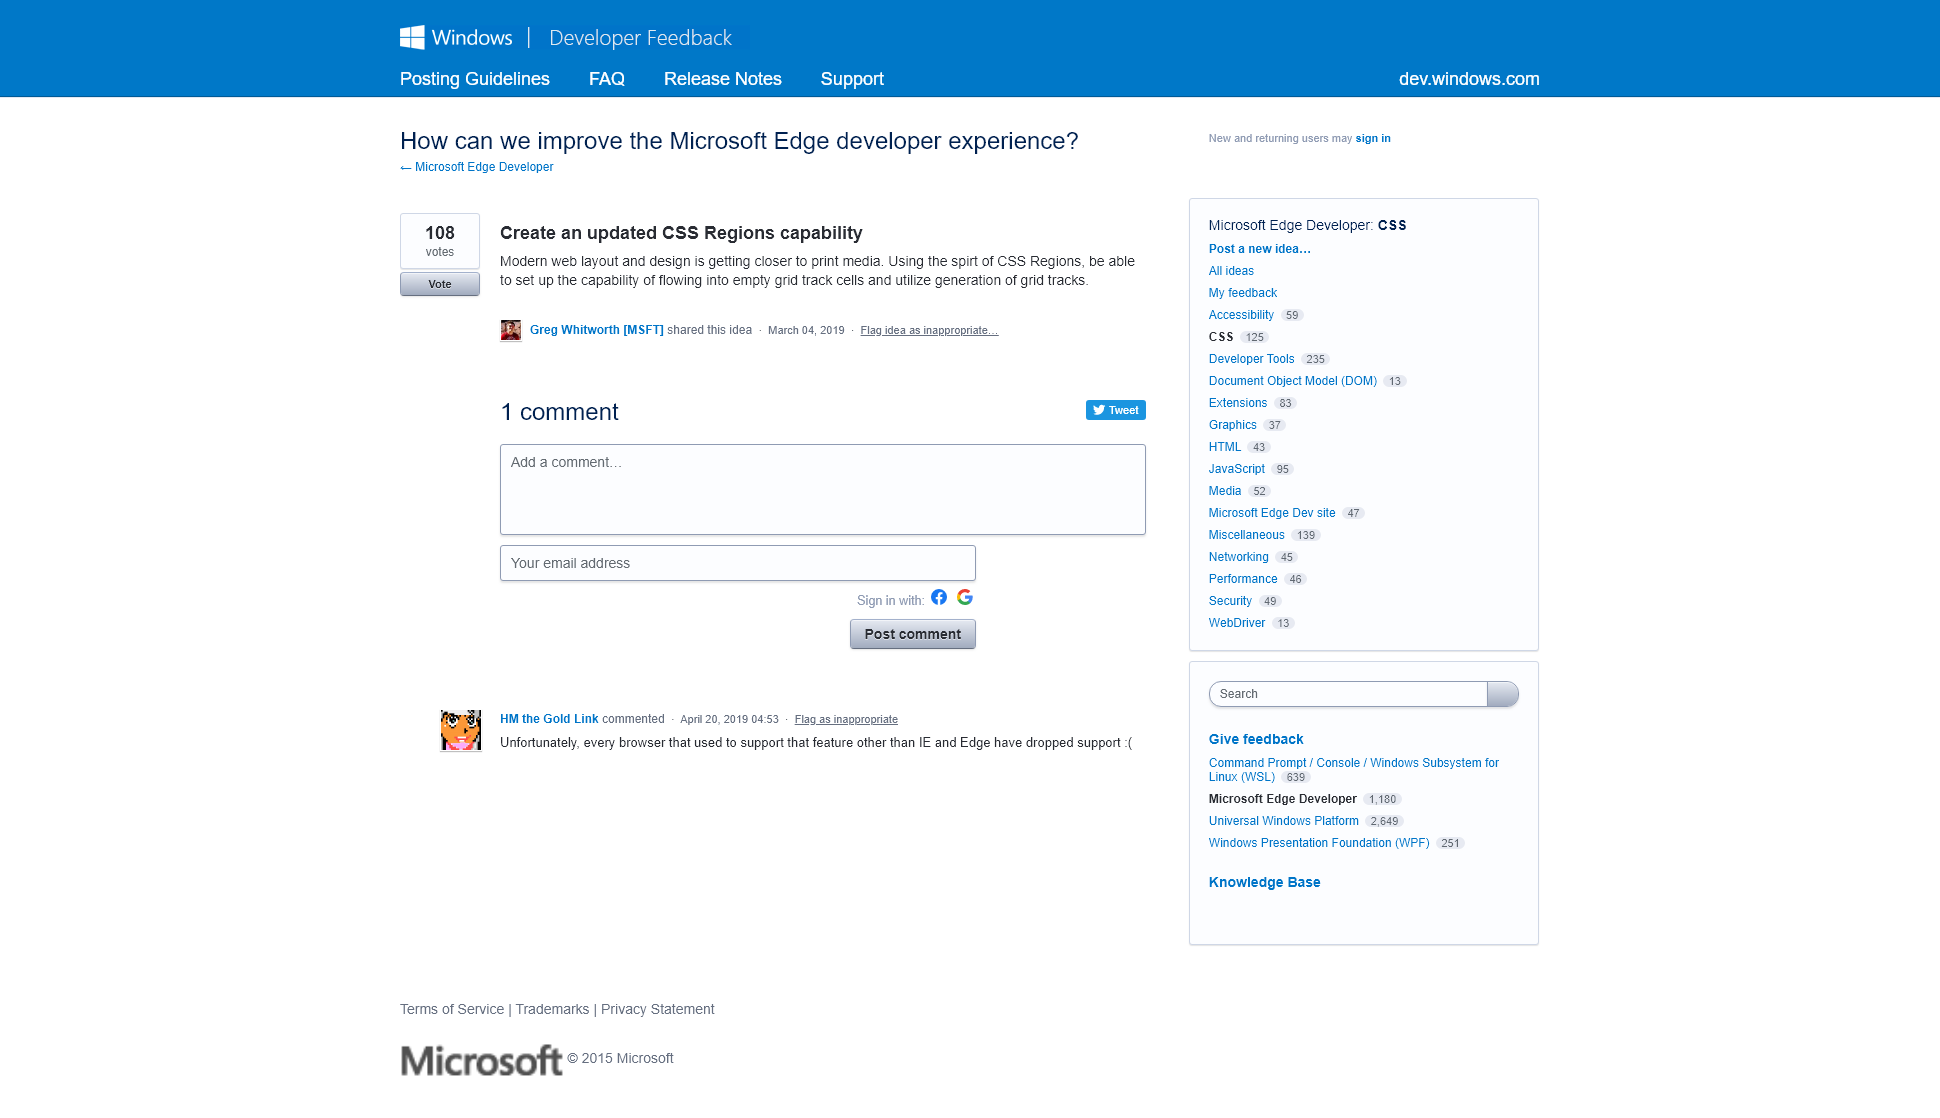 Windows | Developer Feedback
Posting Guidelines FAQ Release Notes Support dev.windows.com
How can we improve the Microsoft Edge developer experience?
← Microsoft Edge Developer
New and returning users may sign in
108
votes
Vote
Create an updated CSS Regions capability
Modern web layout and design is getting closer to print media. Using the spirt of CSS Regions, be able
to set up the capability of flowing into empty grid track cells and utilize generation of grid tracks.
Greg Whitworth [MSFT] shared this idea · March 04, 2019 · Flag idea as inappropriate…
1 comment
Tweet
Add a comment…
Your email address
Sign in with:
Post comment
HM the Gold Link commented · April 20, 2019 04:53 · Flag as inappropriate
Unfortunately, every browser that used to support that feature other than IE and Edge have dropped support :(
Microsoft Edge Developer: CSS
Post a new idea…
All ideas
My feedback
Accessibility 59
CSS 125
Developer Tools 235
Document Object Model (DOM) 13
Extensions 83
Graphics 37
HTML 43
JavaScript 95
Media 52
Microsoft Edge Dev site 47
Miscellaneous 139
Networking 45
Performance 46
Security 49
WebDriver 13
Search
Give feedback
Command Prompt / Console / Windows Subsystem for
Linux (WSL) 639
Microsoft Edge Developer 1,180
Universal Windows Platform 2,649
Windows Presentation Foundation (WPF) 251
Knowledge Base
Terms of Service | Trademarks | Privacy Statement
Microsoft © 2015 Microsoft